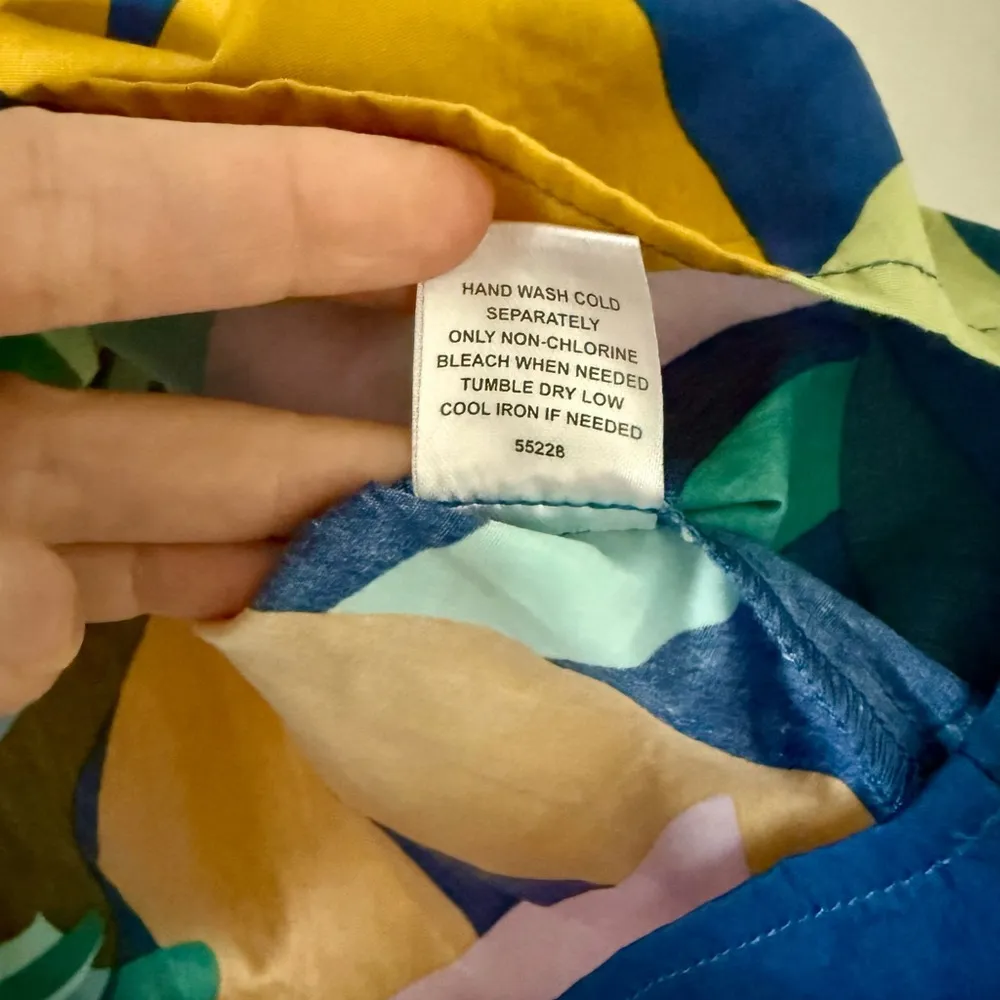 HAND WASH COLD
SEPARATELY
ONLY NON-CHLORINE
BLEACH WHEN NEEDED
TUMBLE DRY LOW
COOL IRON IF NEEDED
55228